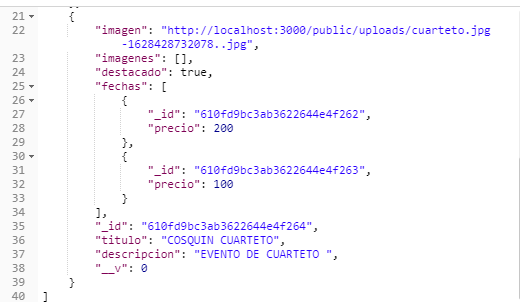 21 {
22 "imagen": "http://localhost:3000/public/uploads/cuarteto.jpg
-1628428732078..jpg",
23 "imagenes": [],
24 "destacado": true,
25 "fechas": [
26 {
27 "_id": "610fd9bc3ab3622644e4f262",
28 "precio": 200
29 },
30 {
31 "_id": "610fd9bc3ab3622644e4f263",
32 "precio": 100
33 }
34 ],
35 "_id": "610fd9bc3ab3622644e4f264",
36 "titulo": "COSQUIN CUARTETO",
37 "descripcion": "EVENTO DE CUARTETO ",
38 "__v": 0
39 }
40 ]